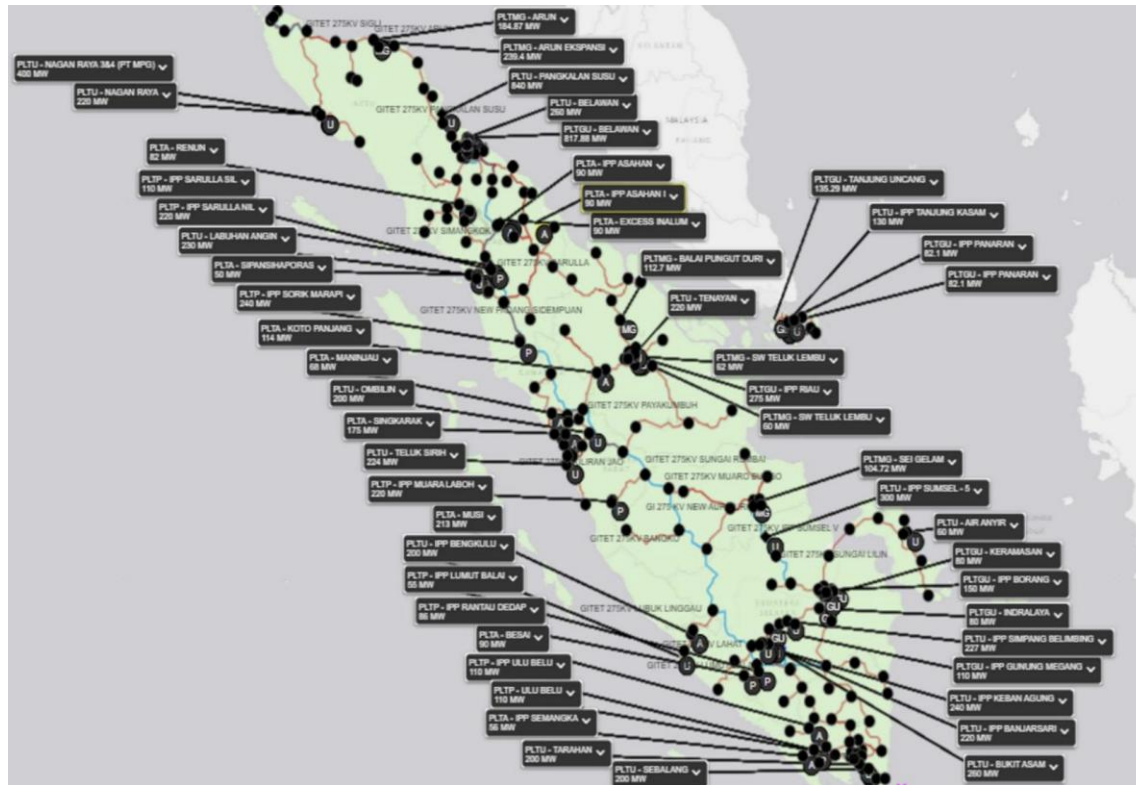 GITET 275KV SIGLI
PLTMG - ARUN
184.87 MW
PLTMG - ARUN EKSPANSI
239.4 MW
PLTU - NAGAN RAYA 3&4 (PT MPG)
400 MW
PLTU - NAGAN RAYA
220 MW
PLTU - PANGKALAN SUSU
840 MW
PLTU - BELAWAN
260 MW
PLTGU - BELAWAN
817.88 MW
MALAYSIA
PLTA - RENUN
82 MW
PLTP - IPP SARULLA SIL
110 MW
PLTP - IPP SARULLA NIL
220 MW
PLTU - LABUHAN ANGIN
230 MW
PLTA - SIPANSIHAPORAS
50 MW
PLTP - IPP SORIK MARAPI
240 MW
PLTA - KOTO PANJANG
114 MW
PLTA - MANINJAU
68 MW
PLTU - OMBILIN
200 MW
PLTA - SINGKARAK
175 MW
PLTU - TELUK SIRIH
224 MW
PLTP - IPP MUARA LABOH
220 MW
PLTA - MUSI
213 MW
PLTU - IPP BENGKULU
200 MW
PLTP - IPP LUMUT BALAI
55 MW
PLTP - IPP RANTAU DEDAP
86 MW
PLTA - BESAI
90 MW
PLTP - IPP ULU BELU
110 MW
PLTP - ULU BELU
110 MW
PLTA - IPP SEMANGKA
56 MW
PLTU - TARAHAN
200 MW
PLTU - SEBALANG
200 MW
PLTA - IPP ASAHAN
90 MW
PLTA - IPP ASAHAN I
90 MW
PLTA - EXCESS INALUM
90 MW
PLTMG - BALAI PUNGUT DURI
112.7 MW
PLTU - TENAYAN
220 MW
PLTGU - TANJUNG UNCANG
135.29 MW
PLTU - IPP TANJUNG KASAM
130 MW
PLTGU - IPP PANARAN
82.1 MW
PLTGU - IPP PANARAN
82.1 MW
PLTMG - SW TELUK LEMBU
52 MW
PLTGU - IPP RIAU
275 MW
PLTMG - SW TELUK LEMBU
60 MW
GITET 275KV NEW PADANG SIDEMPUAN
GITET 275KV PAYAKUMBUH
GITET 275KV SUNGAI RUMBAI
GITET 275KV MUARO BUNGO
GITET 275KV BANGKO
GITET 275KV LUBUK LINGGAU
GITET 275KV SUNGAI LILIN
PLTMG - SEI GELAM
104.72 MW
PLTU - IPP SUMSEL - 5
300 MW
PLTU - AIR ANYIR
60 MW
PLTGU - KERAMASAN
80 MW
PLTGU - IPP BORANG
150 MW
PLTGU - INDRALAYA
80 MW
PLTU - IPP SIMPANG BELIMBING
227 MW
PLTGU - IPP GUNUNG MEGANG
110 MW
PLTU - IPP KEBAN AGUNG
240 MW
PLTU - IPP BANJARSARI
220 MW
PLTU - BUKIT ASAM
260 MW